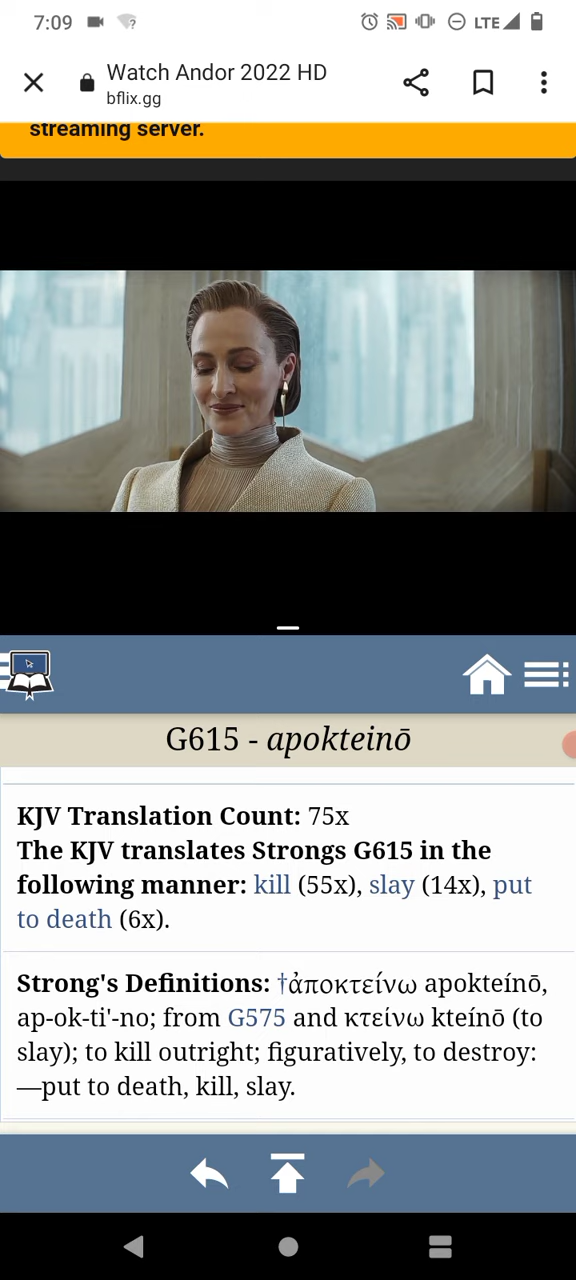 7:09
?
LTE
Watch Andor 2022 HD
bflix.gg
streaming server.
G615 - apokteinō
KJV Translation Count: 75x
The KJV translates Strongs G615 in the
following manner: kill (55x), slay (14x), put
to death (6x).
Strong's Definitions: †ἀποκτείνω apokteínō,
ap-ok-ti'-no; from G575 and κτείνω kteínō (to
slay); to kill outright; figuratively, to destroy:
—put to death, kill, slay.